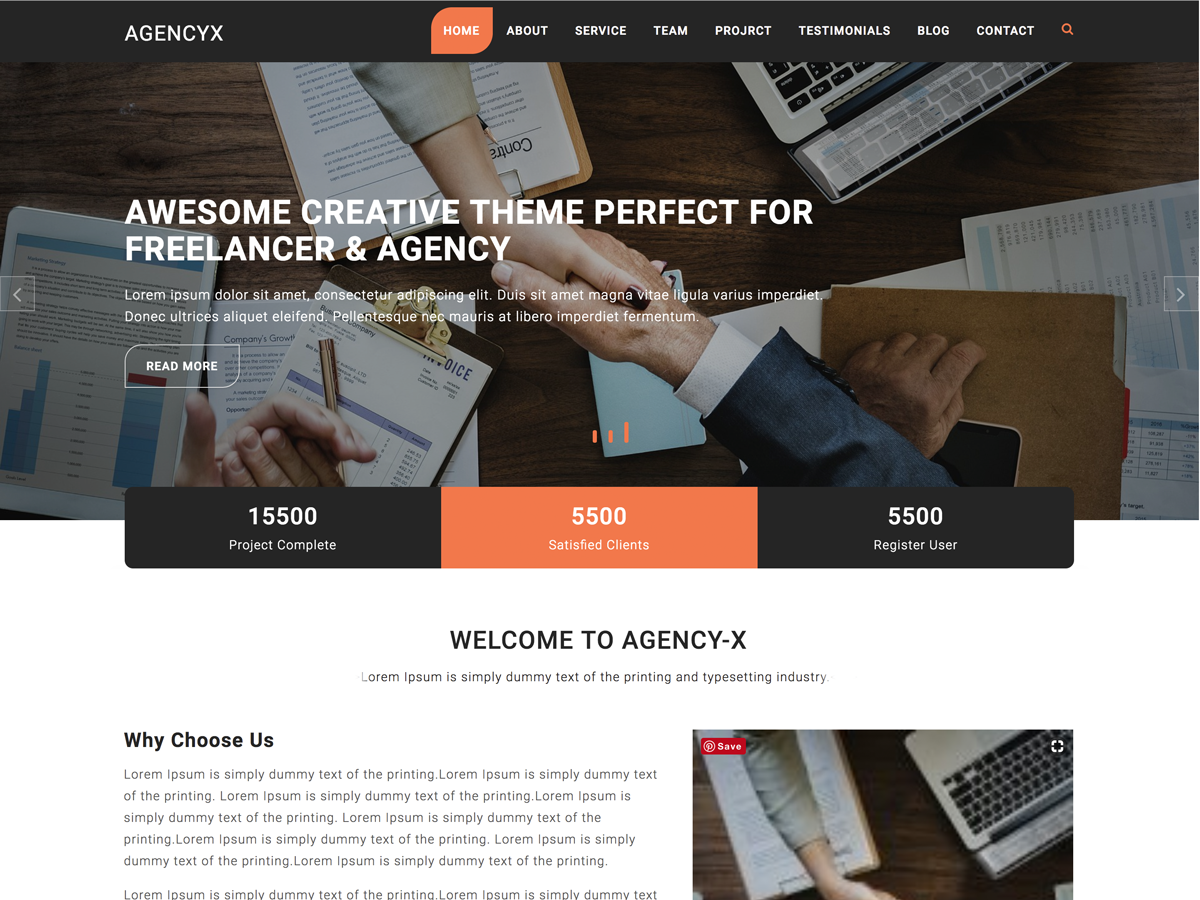 AGENCYX
HOME ABOUT SERVICE TEAM PROJRCT TESTIMONIALS BLOG CONTACT
Contra
AWESOME CREATIVE THEME PERFECT FOR
FREELANCER & AGENCY
Lorem ipsum dolor sit amet, consectetur adipiscing elit. Duis sit amet magna vitae ligula varius imperdiet.
Donec ultrices aliquet eleifend. Pellentesque nec mauris at libero imperdiet fermentum.
READ MORE
Marketing Strategy
Company's Growth
INVOICE
15500
Project Complete
5500
Satisfied Clients
5500
Register User
WELCOME TO AGENCY-X
Lorem Ipsum is simply dummy text of the printing and typesetting industry.
Why Choose Us
Lorem Ipsum is simply dummy text of the printing.Lorem Ipsum is simply dummy text
of the printing. Lorem Ipsum is simply dummy text of the printing.Lorem Ipsum is
simply dummy text of the printing. Lorem Ipsum is simply dummy text of the
printing.Lorem Ipsum is simply dummy text of the printing. Lorem Ipsum is simply
dummy text of the printing.Lorem Ipsum is simply dummy text of the printing.
Lorem Ipsum is simply dummy text of the printing.Lorem Ipsum is simply dummy text
Save